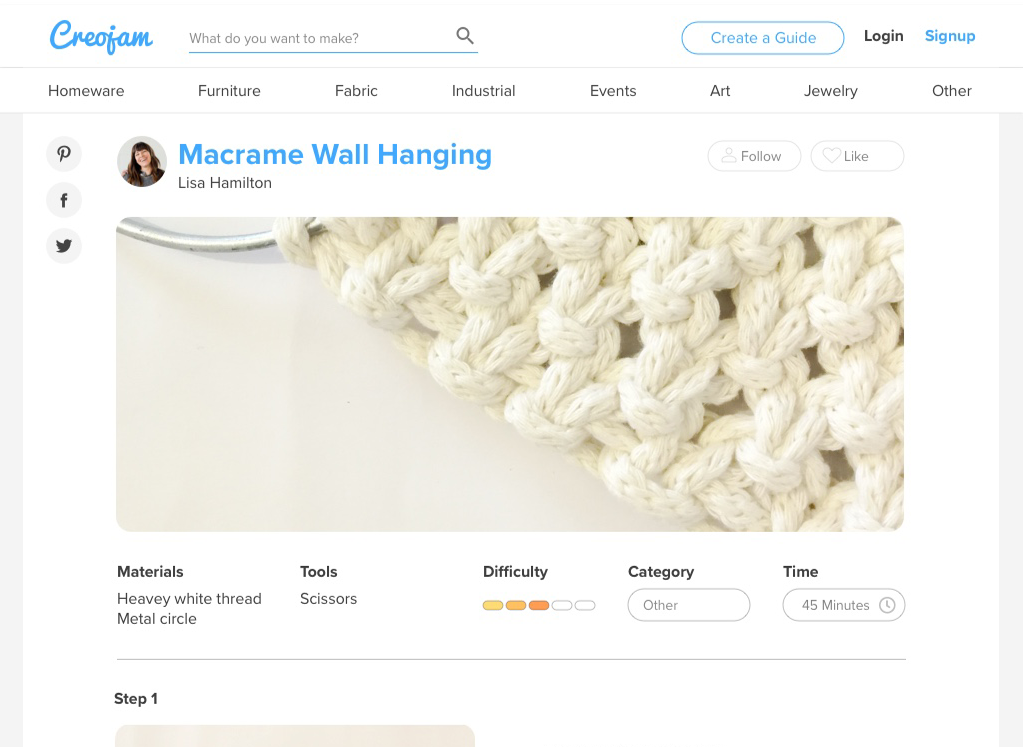 Creojam
What do you want to make?
Create a Guide
Login
Signup
Homeware
Furniture
Fabric
Industrial
Events
Art
Jewelry
Other
Macrame Wall Hanging
Lisa Hamilton
Follow
Like
Materials
Heavey white thread
Metal circle
Tools
Scissors
Difficulty
Category
Other
Time
45 Minutes
Step 1